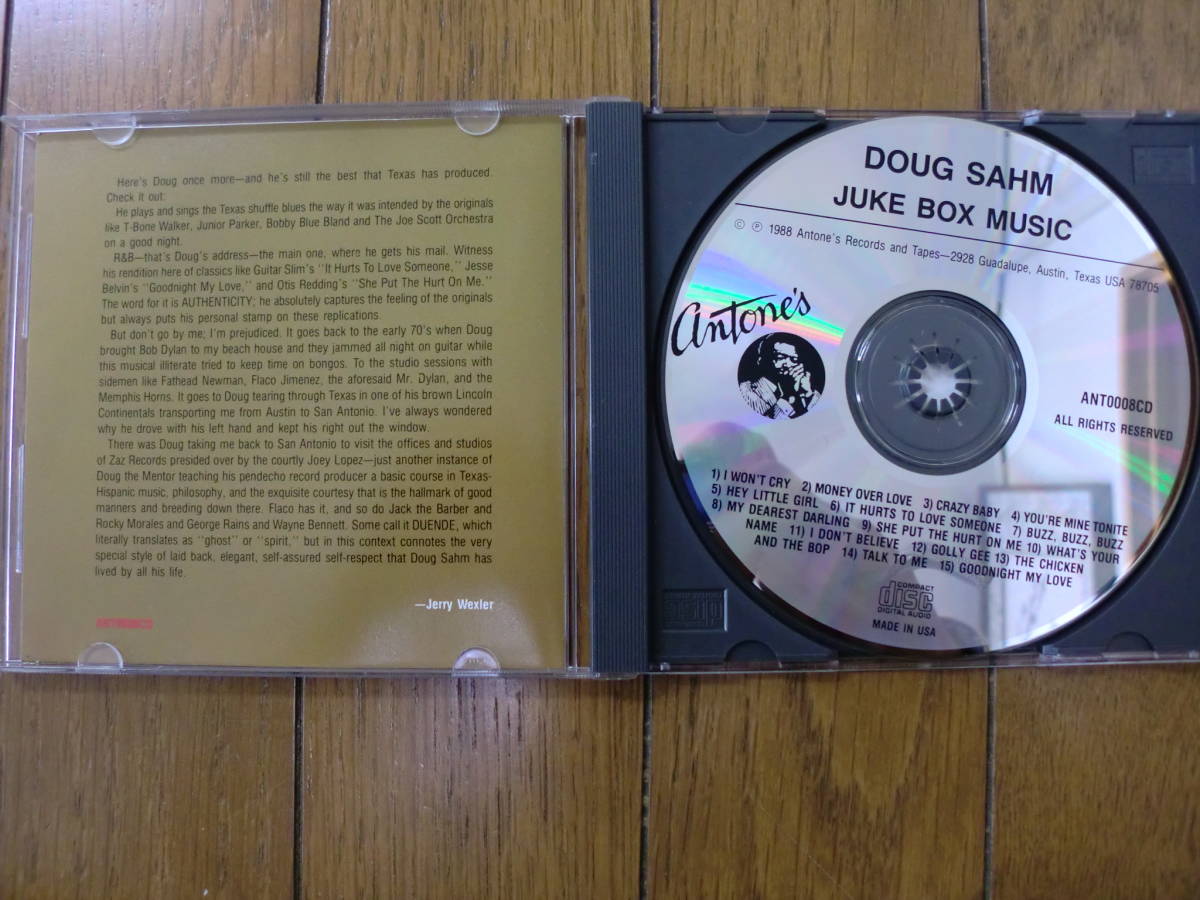 Here's Doug once more—and he's still the best that Texas has produced.
Check it out:
He plays and sings the Texas shuffle blues the way it was intended by the originals
like T-Bone Walker, Junior Parker, Bobby Blue Bland and The Joe Scott Orchestra
on a good night.
R&B—that's Doug's address—the main one, where he gets his mail. Witness
his rendition here of classics like Guitar Slim's "It Hurts To Love Someone," Jesse
Belvin's "Goodnight My Love," and Otis Redding's "She Put The Hurt On Me."
The word for it is AUTHENTICITY; he absolutely captures the feeling of the originals
but always puts his personal stamp on these replications.
But don't go by me; I'm prejudiced. It goes back to the early 70's when Doug
brought Bob Dylan to my beach house and they jammed all night on guitar while
this musical illiterate tried to keep time on bongos. To the studio sessions with
sidemen like Fathead Newman, Flaco Jimenez, the aforesaid Mr. Dylan, and the
Memphis Horns. It goes to Doug tearing through Texas in one of his brown Lincoln
Continentals transporting me from Austin to San Antonio. I've always wondered
why he drove with his left hand and kept his right out the window.
There was Doug taking me back to San Antonio to visit the offices and studios
of Zaz Records presided over by the courtly Joey Lopez—just another instance of
Doug the Mentor teaching his pendecho record producer a basic course in Texas-
Hispanic music, philosophy, and the exquisite courtesy that is the hallmark of good
manners and breeding down there. Flaco has it, and so do Jack the Barber and
Rocky Morales and George Rains and Wayne Bennett. Some call it DUENDE, which
literally translates as "ghost" or "spirit," but in this context connotes the very
special style of laid back, elegant, self-assured self-respect that Doug Sahm has
lived by all his life.
—Jerry Wexler
ANT0008CD
DOUG SAHM
JUKE BOX MUSIC
© ℗ 1988 Antone's Records and Tapes—2928 Guadalupe, Austin, Texas USA 78705
Antone's
ANT0008CD
ALL RIGHTS RESERVED
1) I WON'T CRY 2) MONEY OVER LOVE 3) CRAZY BABY 4) YOU'RE MINE TONITE
5) HEY LITTLE GIRL 6) IT HURTS TO LOVE SOMEONE 7) BUZZ, BUZZ, BUZZ
8) MY DEAREST DARLING 9) SHE PUT THE HURT ON ME 10) WHAT'S YOUR
NAME 11) I DON'T BELIEVE 12) GOLLY GEE 13) THE CHICKEN
AND THE BOP 14) TALK TO ME 15) GOODNIGHT MY LOVE
COMPACT
disc
DIGITAL AUDIO
MADE IN USA